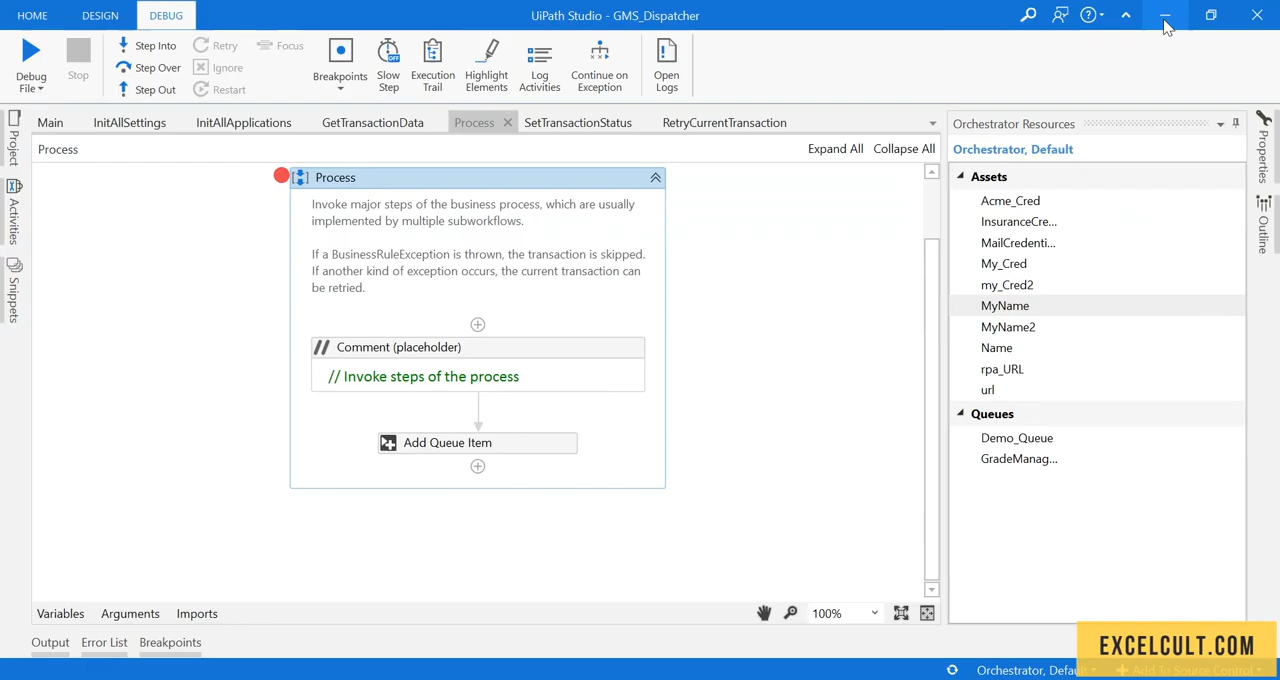 HOME
DESIGN
DEBUG
UiPath Studio - GMS_Dispatcher
Debug File
Stop
Step Into
Step Over
Step Out
Retry
Ignore
Restart
Focus
Breakpoints
Slow Step
OFF
Execution Trail
Highlight Elements
Log Activities
Continue on Exception
Open Logs
Main
InitAllSettings
InitAllApplications
GetTransactionData
Process
SetTransactionStatus
RetryCurrentTransaction
Process
Expand All
Collapse All
Project
Activities
Snippets
Process
Invoke major steps of the business process, which are usually
implemented by multiple subworkflows.
If a BusinessRuleException is thrown, the transaction is skipped.
If another kind of exception occurs, the current transaction can
be retried.
// Comment (placeholder)
// Invoke steps of the process
Add Queue Item
Variables
Arguments
Imports
100%
Output
Error List
Breakpoints
Orchestrator Resources
Orchestrator, Default
Assets
Acme_Cred
InsuranceCre...
MailCredenti...
My_Cred
my_Cred2
MyName
MyName2
Name
rpa_URL
url
Queues
Demo_Queue
GradeManag...
Properties
Outline
EXCELCULT.COM
Orchestrator, Default
Add To Source Control